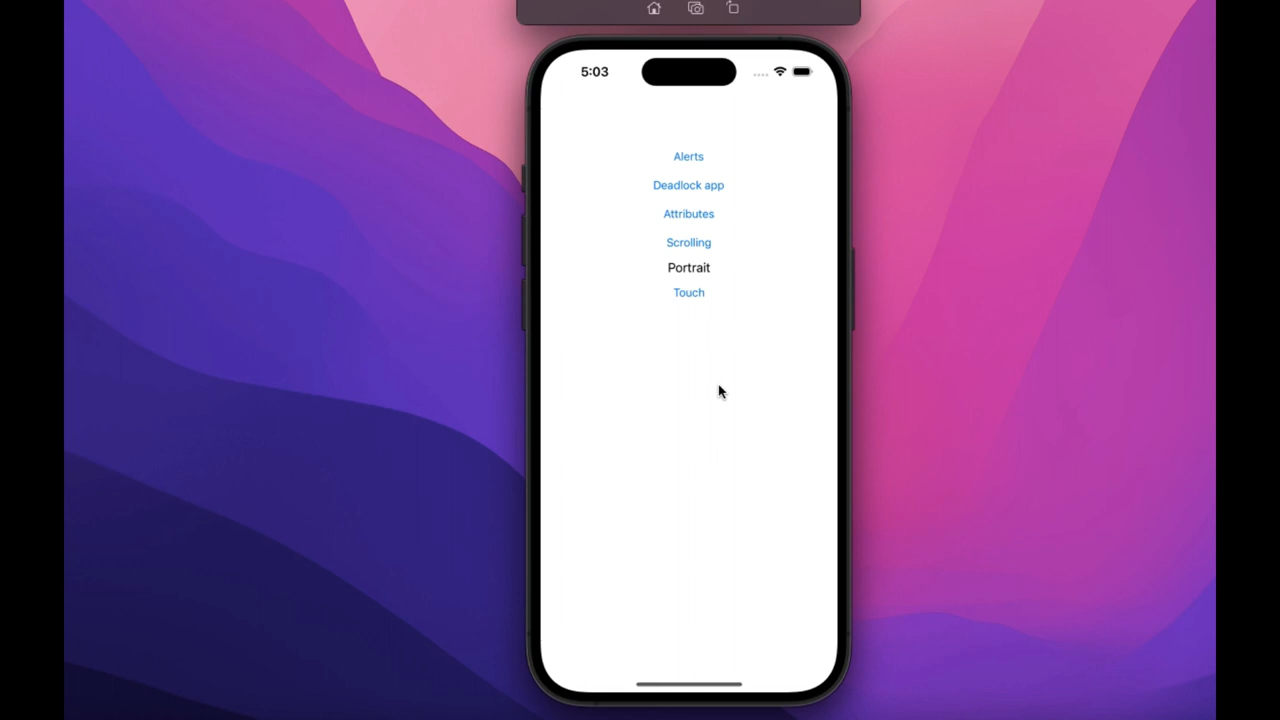 5:03
Alerts
Deadlock app
Attributes
Scrolling
Portrait
Touch